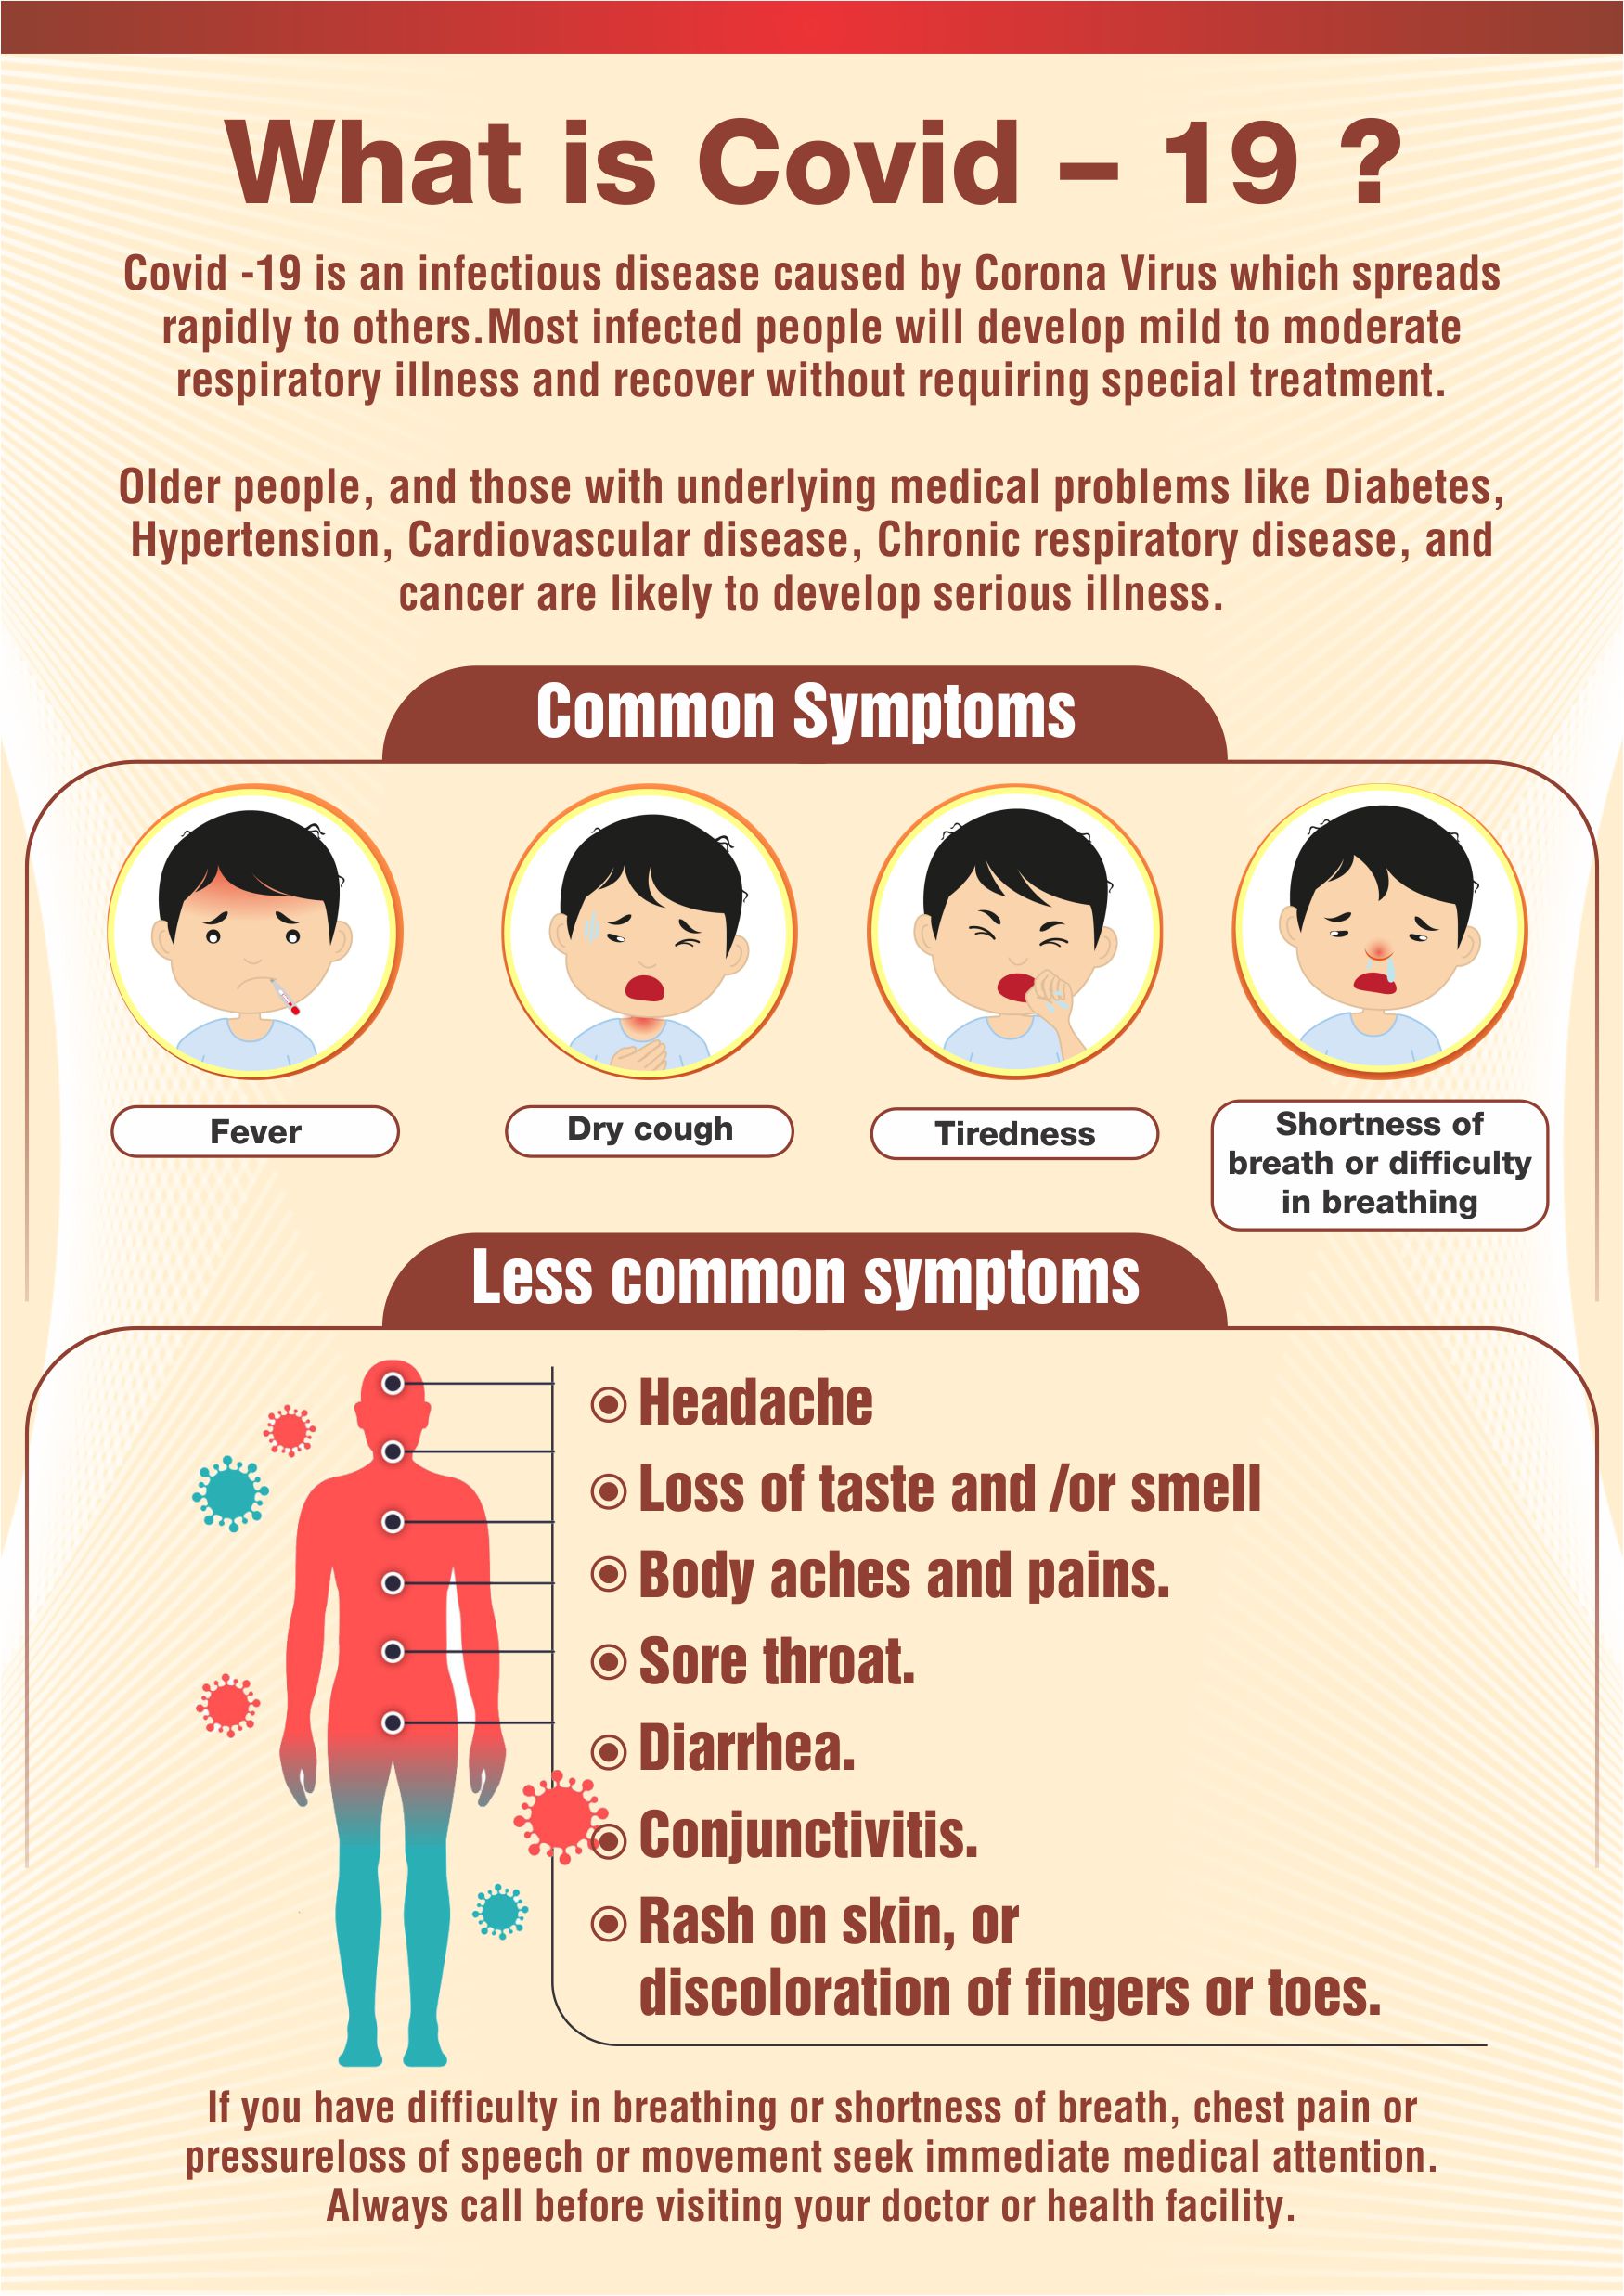 What is Covid – 19 ?
Covid -19 is an infectious disease caused by Corona Virus which spreads
rapidly to others.Most infected people will develop mild to moderate
respiratory illness and recover without requiring special treatment.
Older people, and those with underlying medical problems like Diabetes,
Hypertension, Cardiovascular disease, Chronic respiratory disease, and
cancer are likely to develop serious illness.
Common Symptoms
Fever
Dry cough
Tiredness
Shortness of
breath or difficulty
in breathing
Less common symptoms
Headache
Loss of taste and /or smell
Body aches and pains.
Sore throat.
Diarrhea.
Conjunctivitis.
Rash on skin, or
discoloration of fingers or toes.
If you have difficulty in breathing or shortness of breath, chest pain or
pressureloss of speech or movement seek immediate medical attention.
Always call before visiting your doctor or health facility.